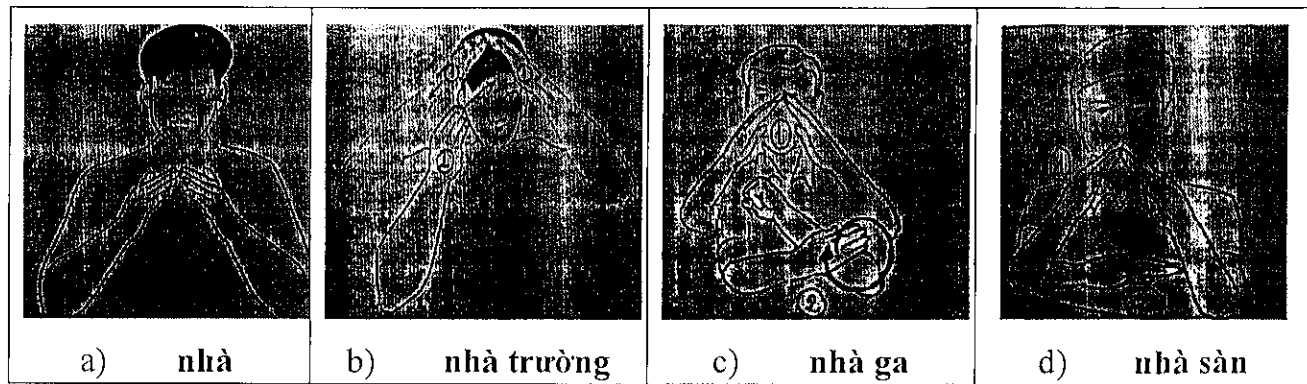 a) nhà b) nhà trường c) nhà ga d) nhà sàn